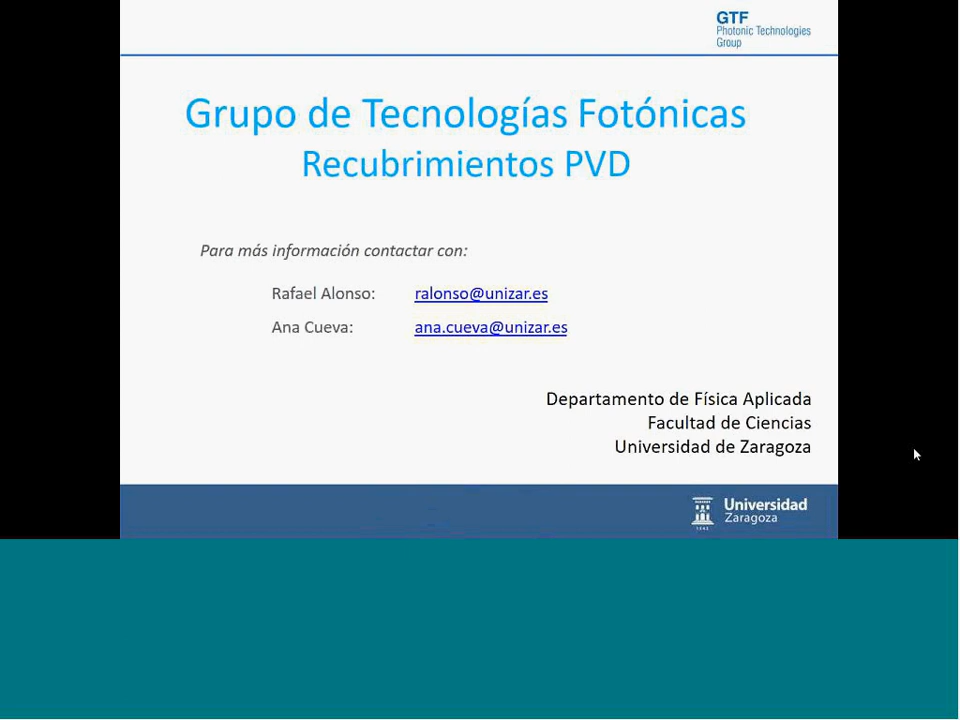 GTF
Photonic Technologies
Group
Grupo de Tecnologías Fotónicas
Recubrimientos PVD
Para más información contactar con:
Rafael Alonso: ralonso@unizar.es
Ana Cueva: ana.cueva@unizar.es
Departamento de Física Aplicada
Facultad de Ciencias
Universidad de Zaragoza
Universidad
Zaragoza
1542